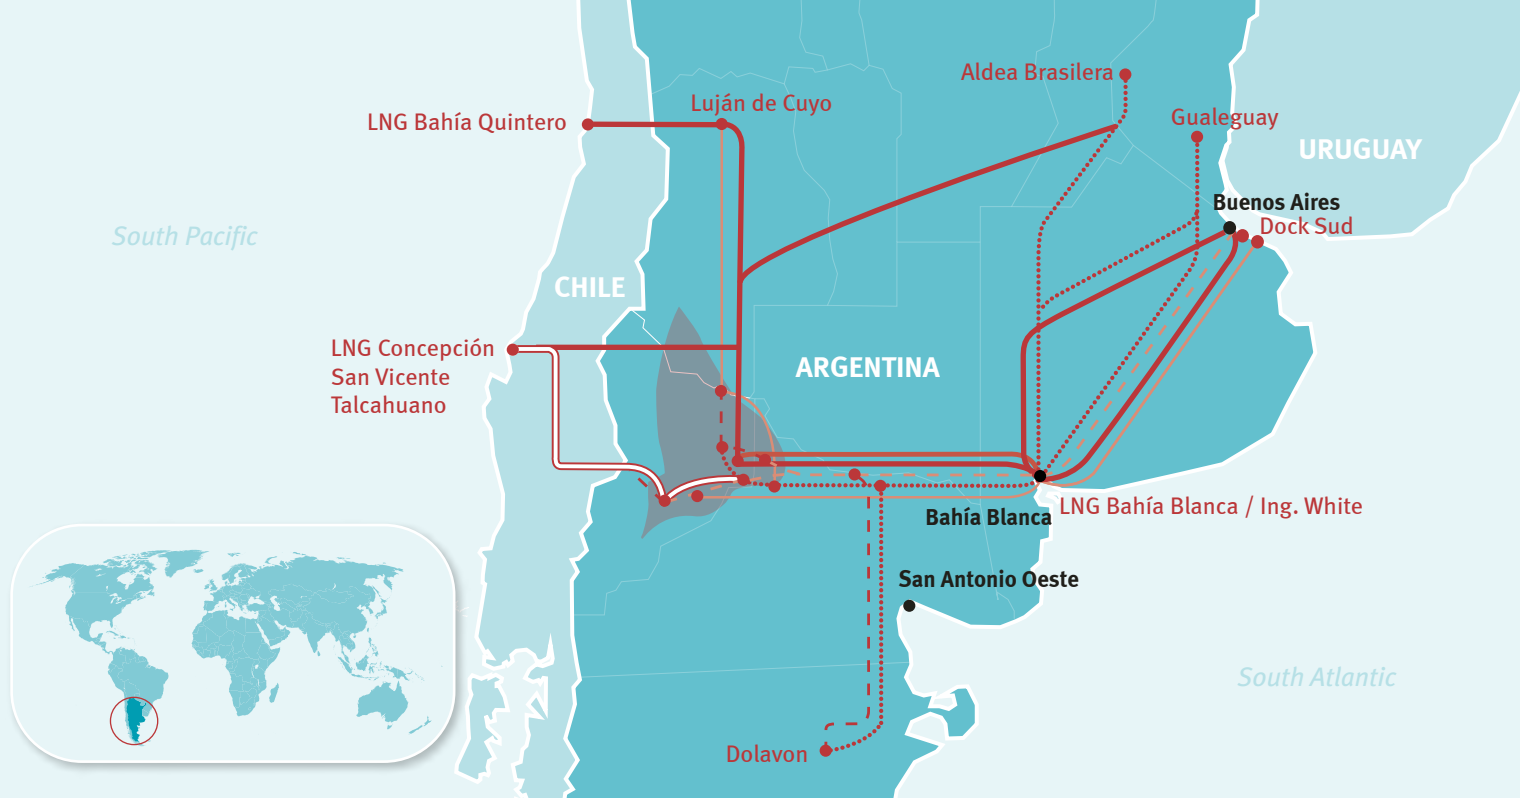 Aldea Brasilera
Luján de Cuyo
LNG Bahía Quintero
Gualeguay
URUGUAY
Buenos Aires
Dock Sud
South Pacific
CHILE
LNG Concepción
San Vicente
Talcahuano
ARGENTINA
LNG Bahía Blanca / Ing. White
Bahía Blanca
San Antonio Oeste
South Atlantic
Dolavon